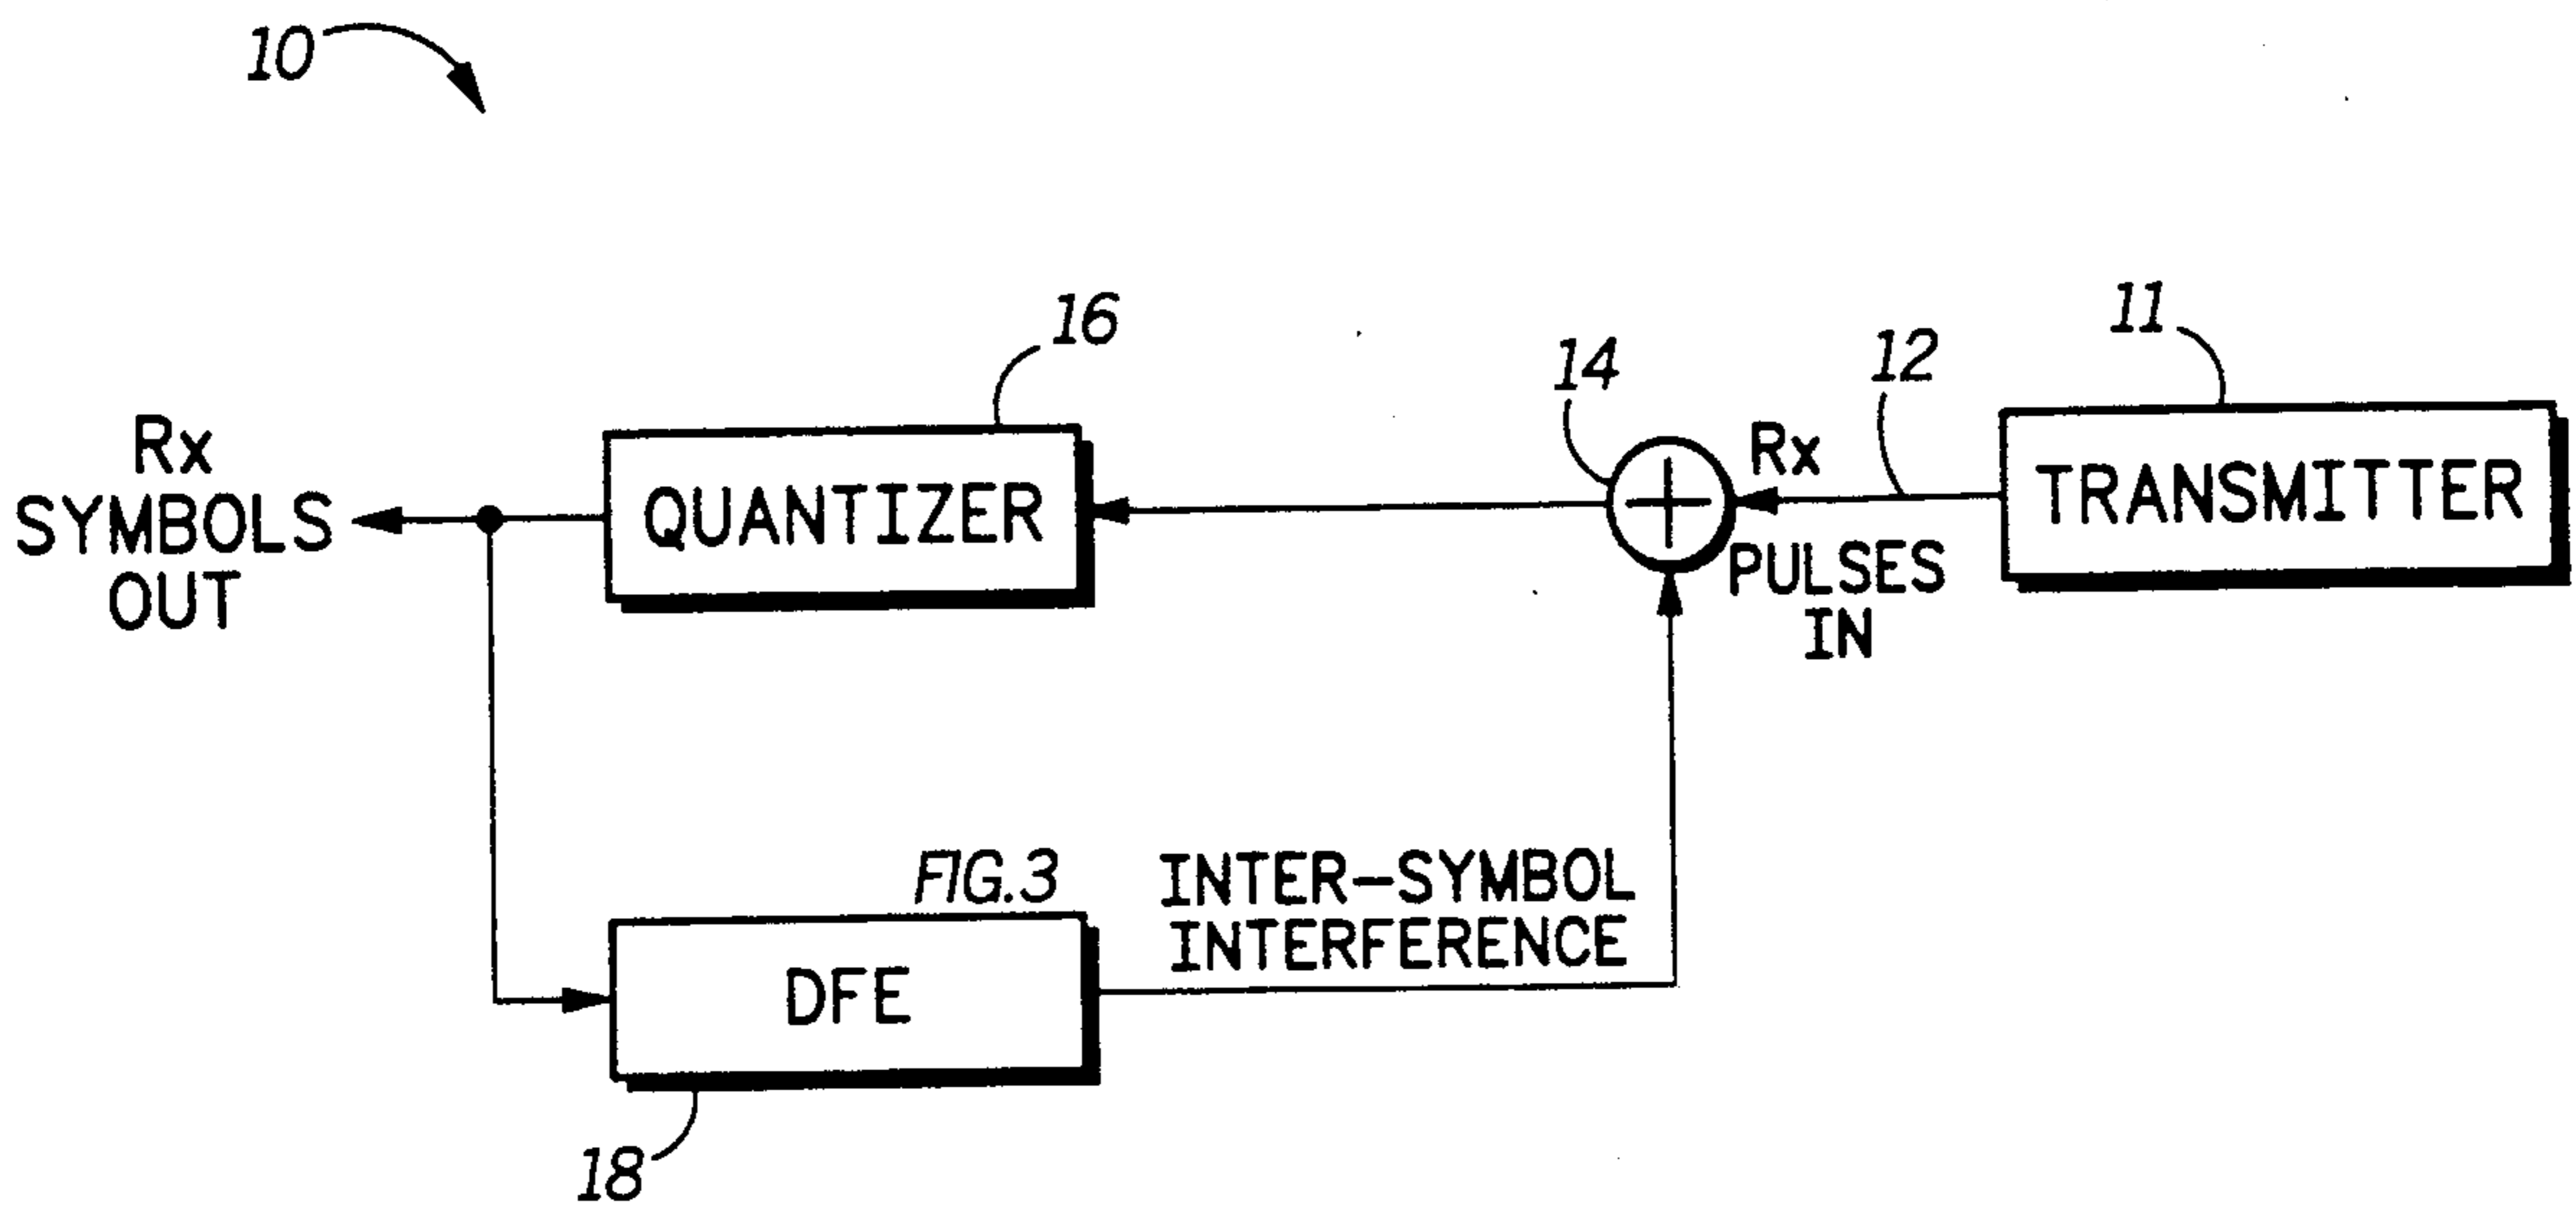 10
16
14
12
11
Rx
SYMBOLS
OUT
QUANTIZER
Rx
PULSES
IN
TRANSMITTER
FIG.3
DFE
INTER-SYMBOL
INTERFERENCE
18